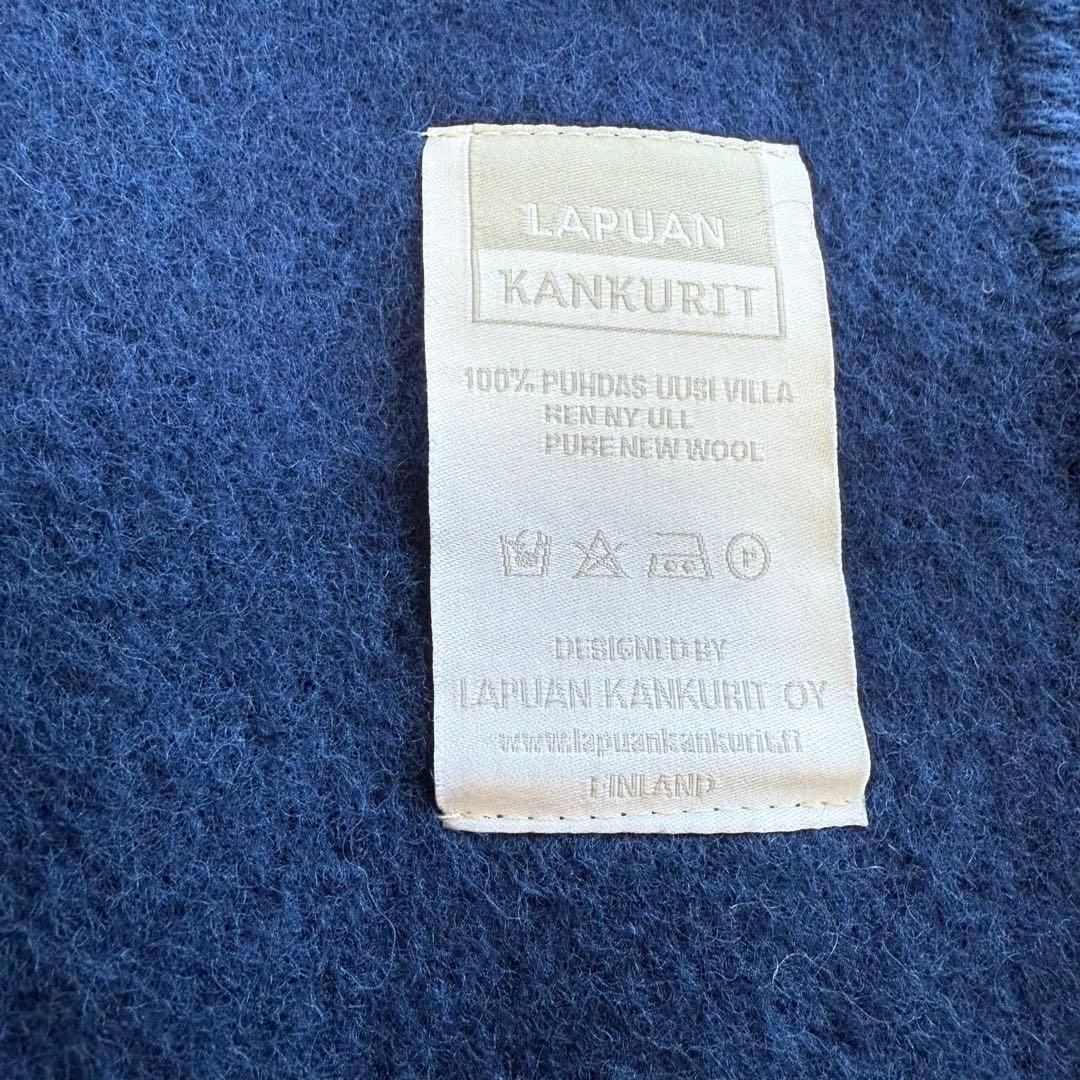 LAPUAN
KANKURIT
100% PUHDAS UUSI VILLA
REN NY ULL
PURE NEW WOOL
P
DESIGNED BY
LAPUAN KANKURIT OY
www.lapuankankurit.fi
FINLAND